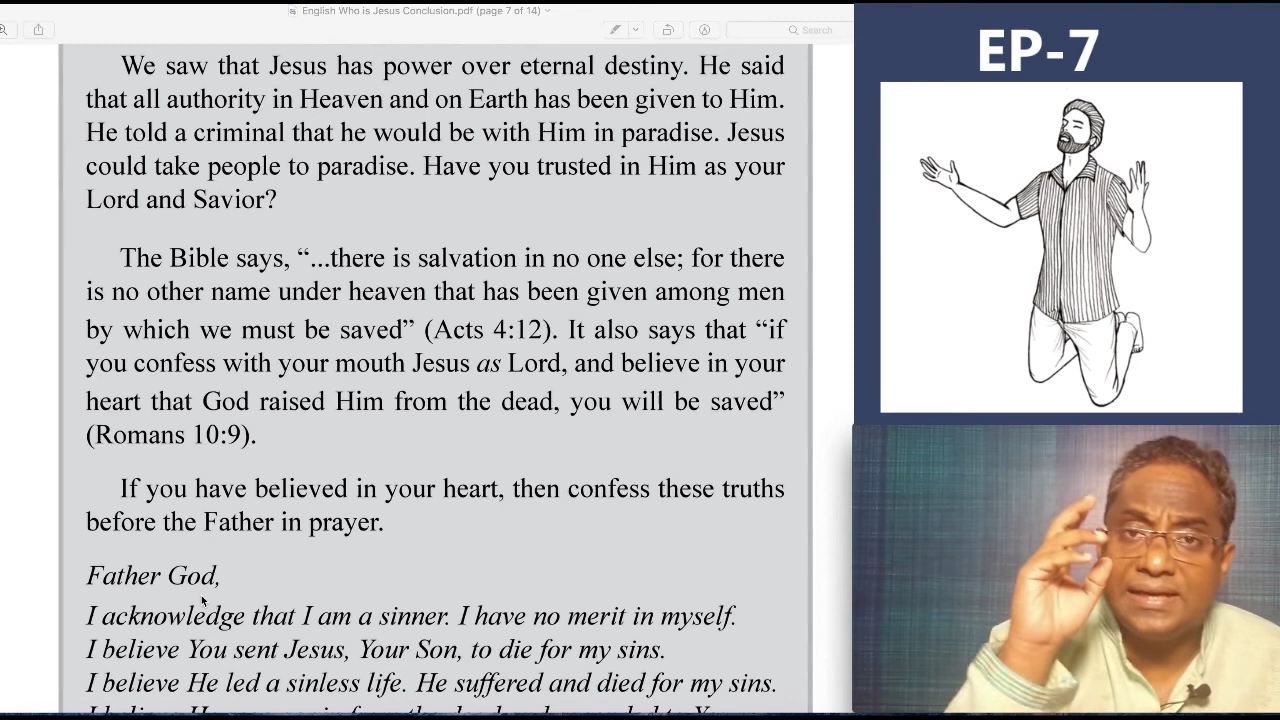 English Who is Jesus Conclusion.pdf (page 7 of 14)
Search
We saw that Jesus has power over eternal destiny. He said
that all authority in Heaven and on Earth has been given to Him.
He told a criminal that he would be with Him in paradise. Jesus
could take people to paradise. Have you trusted in Him as your
Lord and Savior?
The Bible says, “...there is salvation in no one else; for there
is no other name under heaven that has been given among men
by which we must be saved” (Acts 4:12). It also says that “if
you confess with your mouth Jesus as Lord, and believe in your
heart that God raised Him from the dead, you will be saved”
(Romans 10:9).
If you have believed in your heart, then confess these truths
before the Father in prayer.
Father God,
I acknowledge that I am a sinner. I have no merit in myself.
I believe You sent Jesus, Your Son, to die for my sins.
I believe He led a sinless life. He suffered and died for my sins.
EP-7